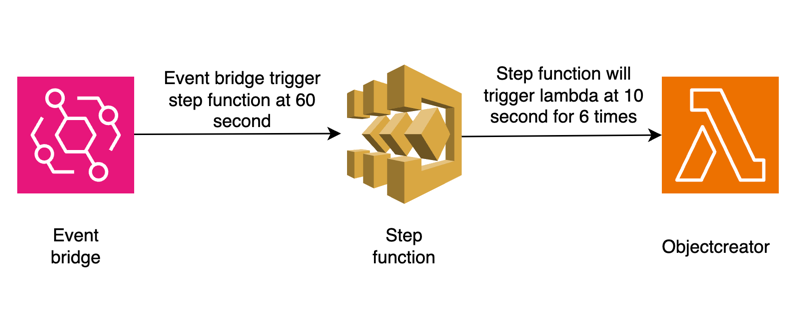 Event bridge trigger
step function at 60
second
Step function will
trigger lambda at 10
second for 6 times
Event
bridge
Step
function
Objectcreator